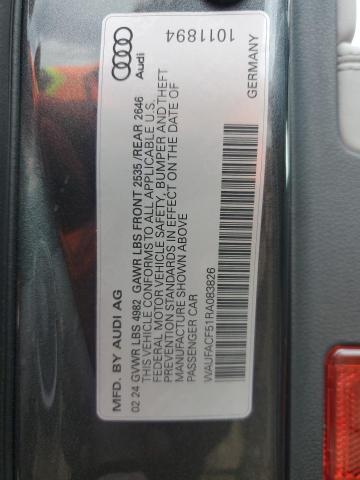 Audi
1011894
MFD. BY AUDI AG
02.24 GVWR LBS 4982 GAWR LBS FRONT 2535 /REAR 2646
THIS VEHICLE CONFORMS TO ALL APPLICABLE U.S.
FEDERAL MOTOR VEHICLE SAFETY, BUMPER AND THEFT
PREVENTION STANDARDS IN EFFECT ON THE DATE OF
MANUFACTURE SHOWN ABOVE
PASSENGER CAR
WAUFACF51RA083826
GERMANY